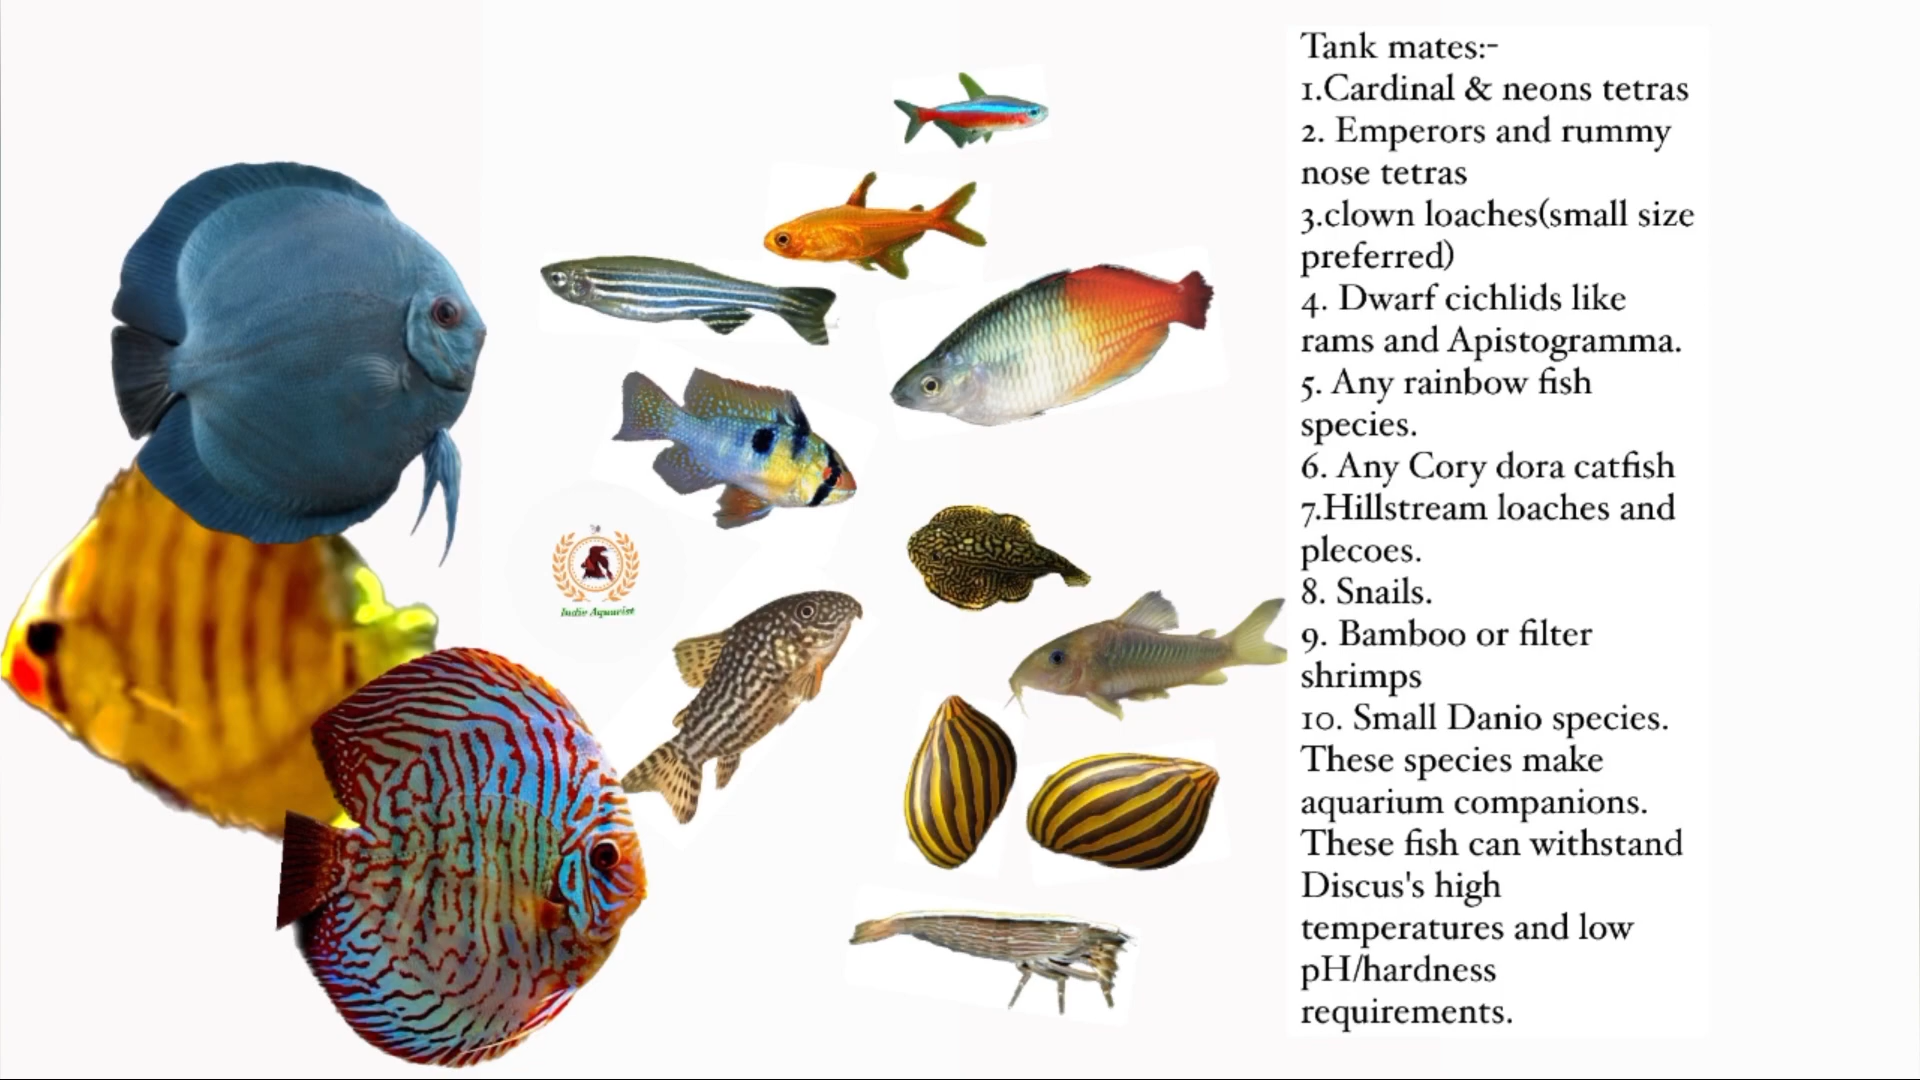 Tank mates:-
1.Cardinal & neons tetras
2. Emperors and rummy
nose tetras
3.clown loaches(small size
preferred)
4. Dwarf cichlids like
rams and Apistogramma.
5. Any rainbow fish
species.
6. Any Cory dora catfish
7.Hillstream loaches and
plecoes.
8. Snails.
9. Bamboo or filter
shrimps
10. Small Danio species.
These species make
aquarium companions.
These fish can withstand
Discus's high
temperatures and low
pH/hardness
requirements.
Indie Aquarist